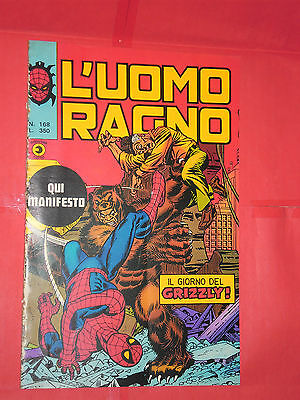 L'UOMO
RAGNO
N. 168
L. 350
QUI
MANIFESTO
IL GIORNO DEL
GRIZZLY!